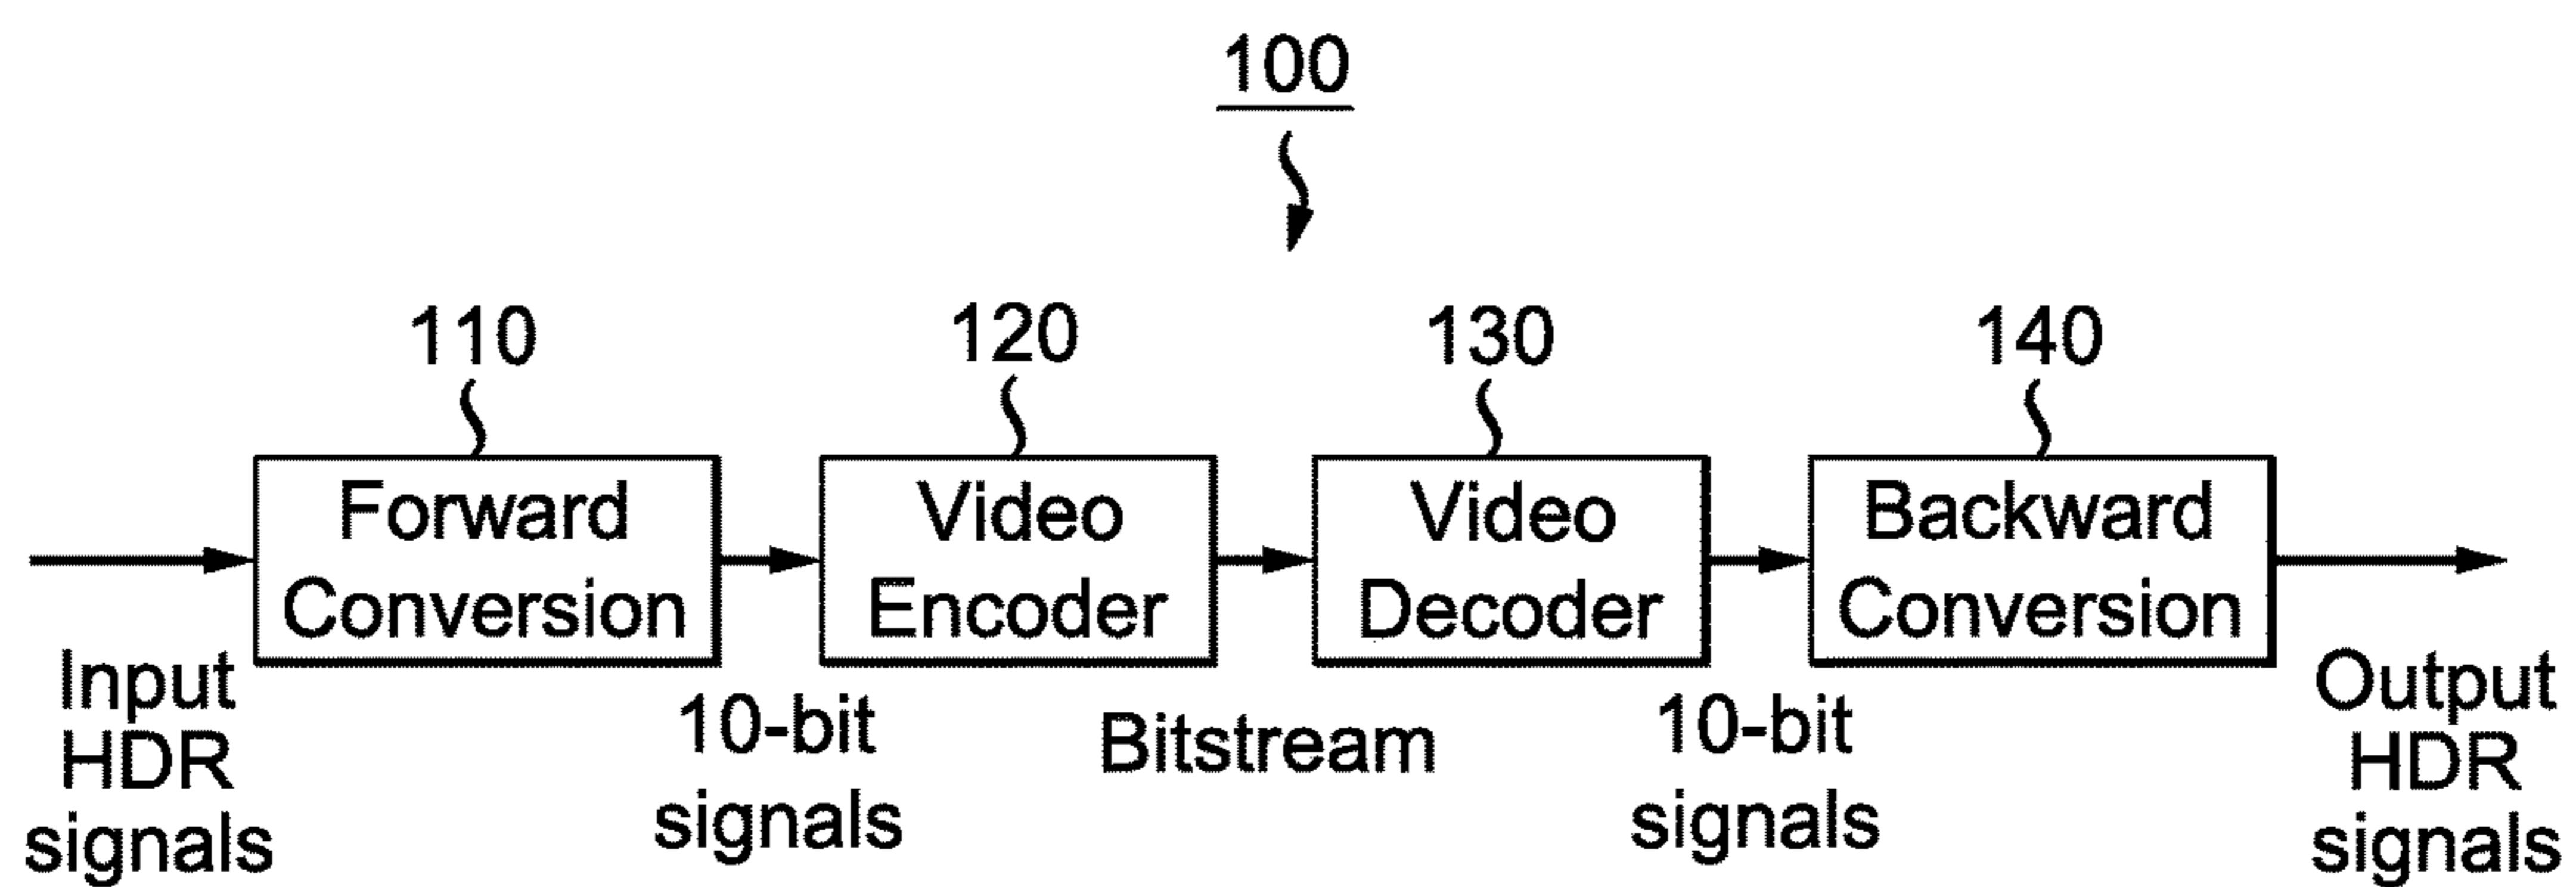 100
110
120
130
140
Forward
Conversion
Video
Encoder
Video
Decoder
Backward
Conversion
Input
HDR
signals
10-bit
signals
Bitstream
10-bit
signals
Output
HDR
signals